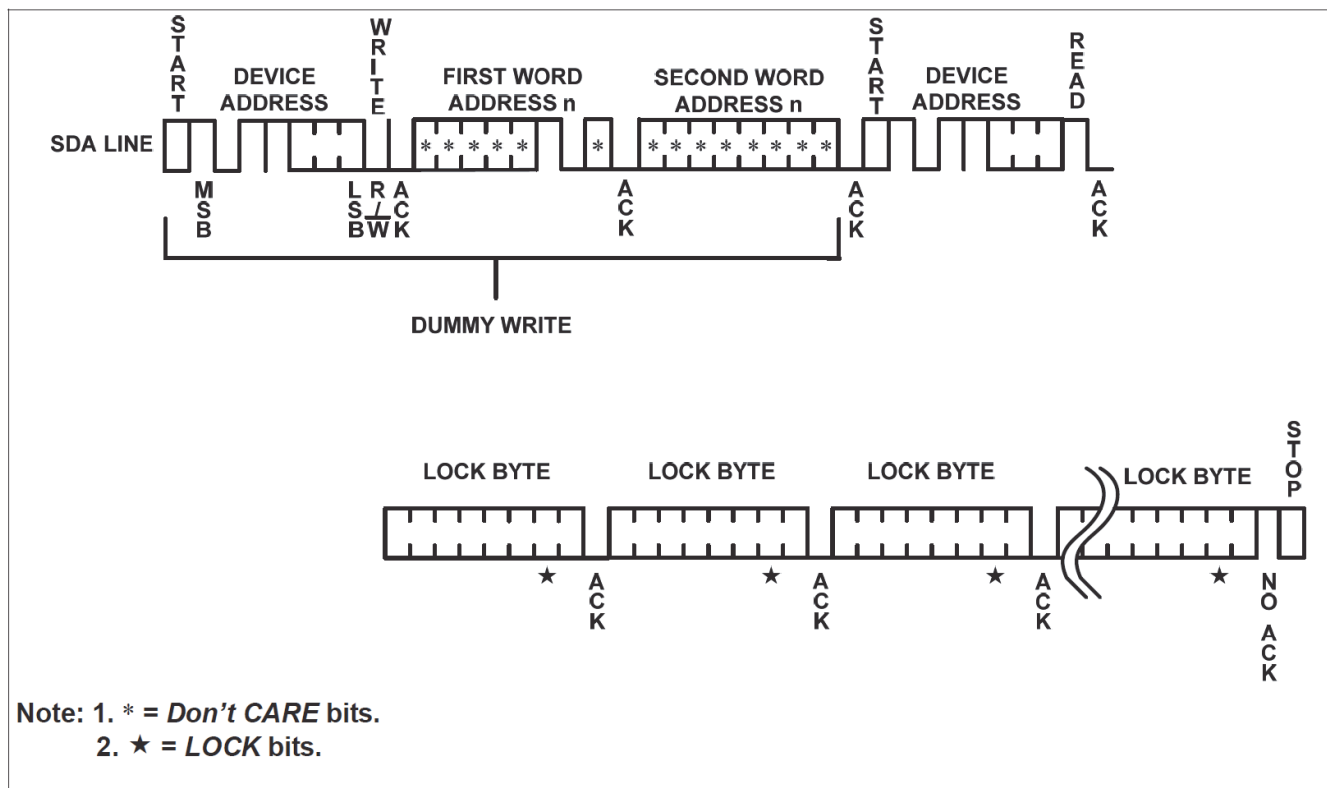 START
WRITE
START
READ
DEVICE
ADDRESS
FIRST WORD
ADDRESS n
SECOND WORD
ADDRESS n
DEVICE
ADDRESS
SDA LINE
* * * * * * * * * * * * * *
MSB
LSB
R/W
ACK
ACK
ACK
ACK
DUMMY WRITE
STOP
LOCK BYTE LOCK BYTE LOCK BYTE LOCK BYTE
★ ★ ★ ★
ACK
ACK
ACK
NO ACK
Note: 1. * = Don't CARE bits.
2. ★ = LOCK bits.